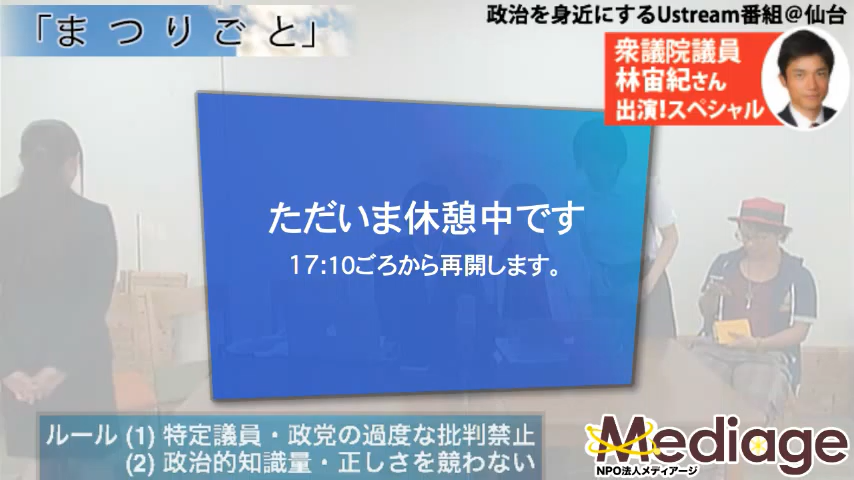 「まつりごと」
政治を身近にするUstream番組@仙台
衆議院議員
林宙紀さん
出演!スペシャル
ただいま休憩中です
17:10ごろから再開します。
ルール (1) 特定議員・政党の過度な批判禁止
(2) 政治的知識量・正しさを競わない
Mediage
NPO法人メディアージ